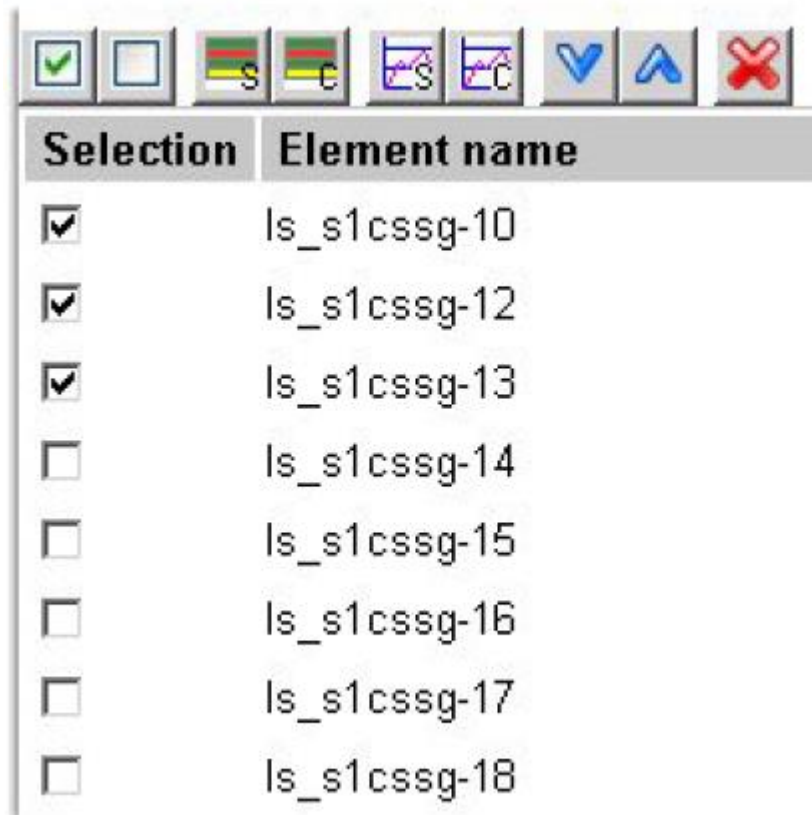 S C S C
Selection Element name
ls_s1cssg-10
ls_s1cssg-12
ls_s1cssg-13
ls_s1cssg-14
ls_s1cssg-15
ls_s1cssg-16
ls_s1cssg-17
ls_s1cssg-18